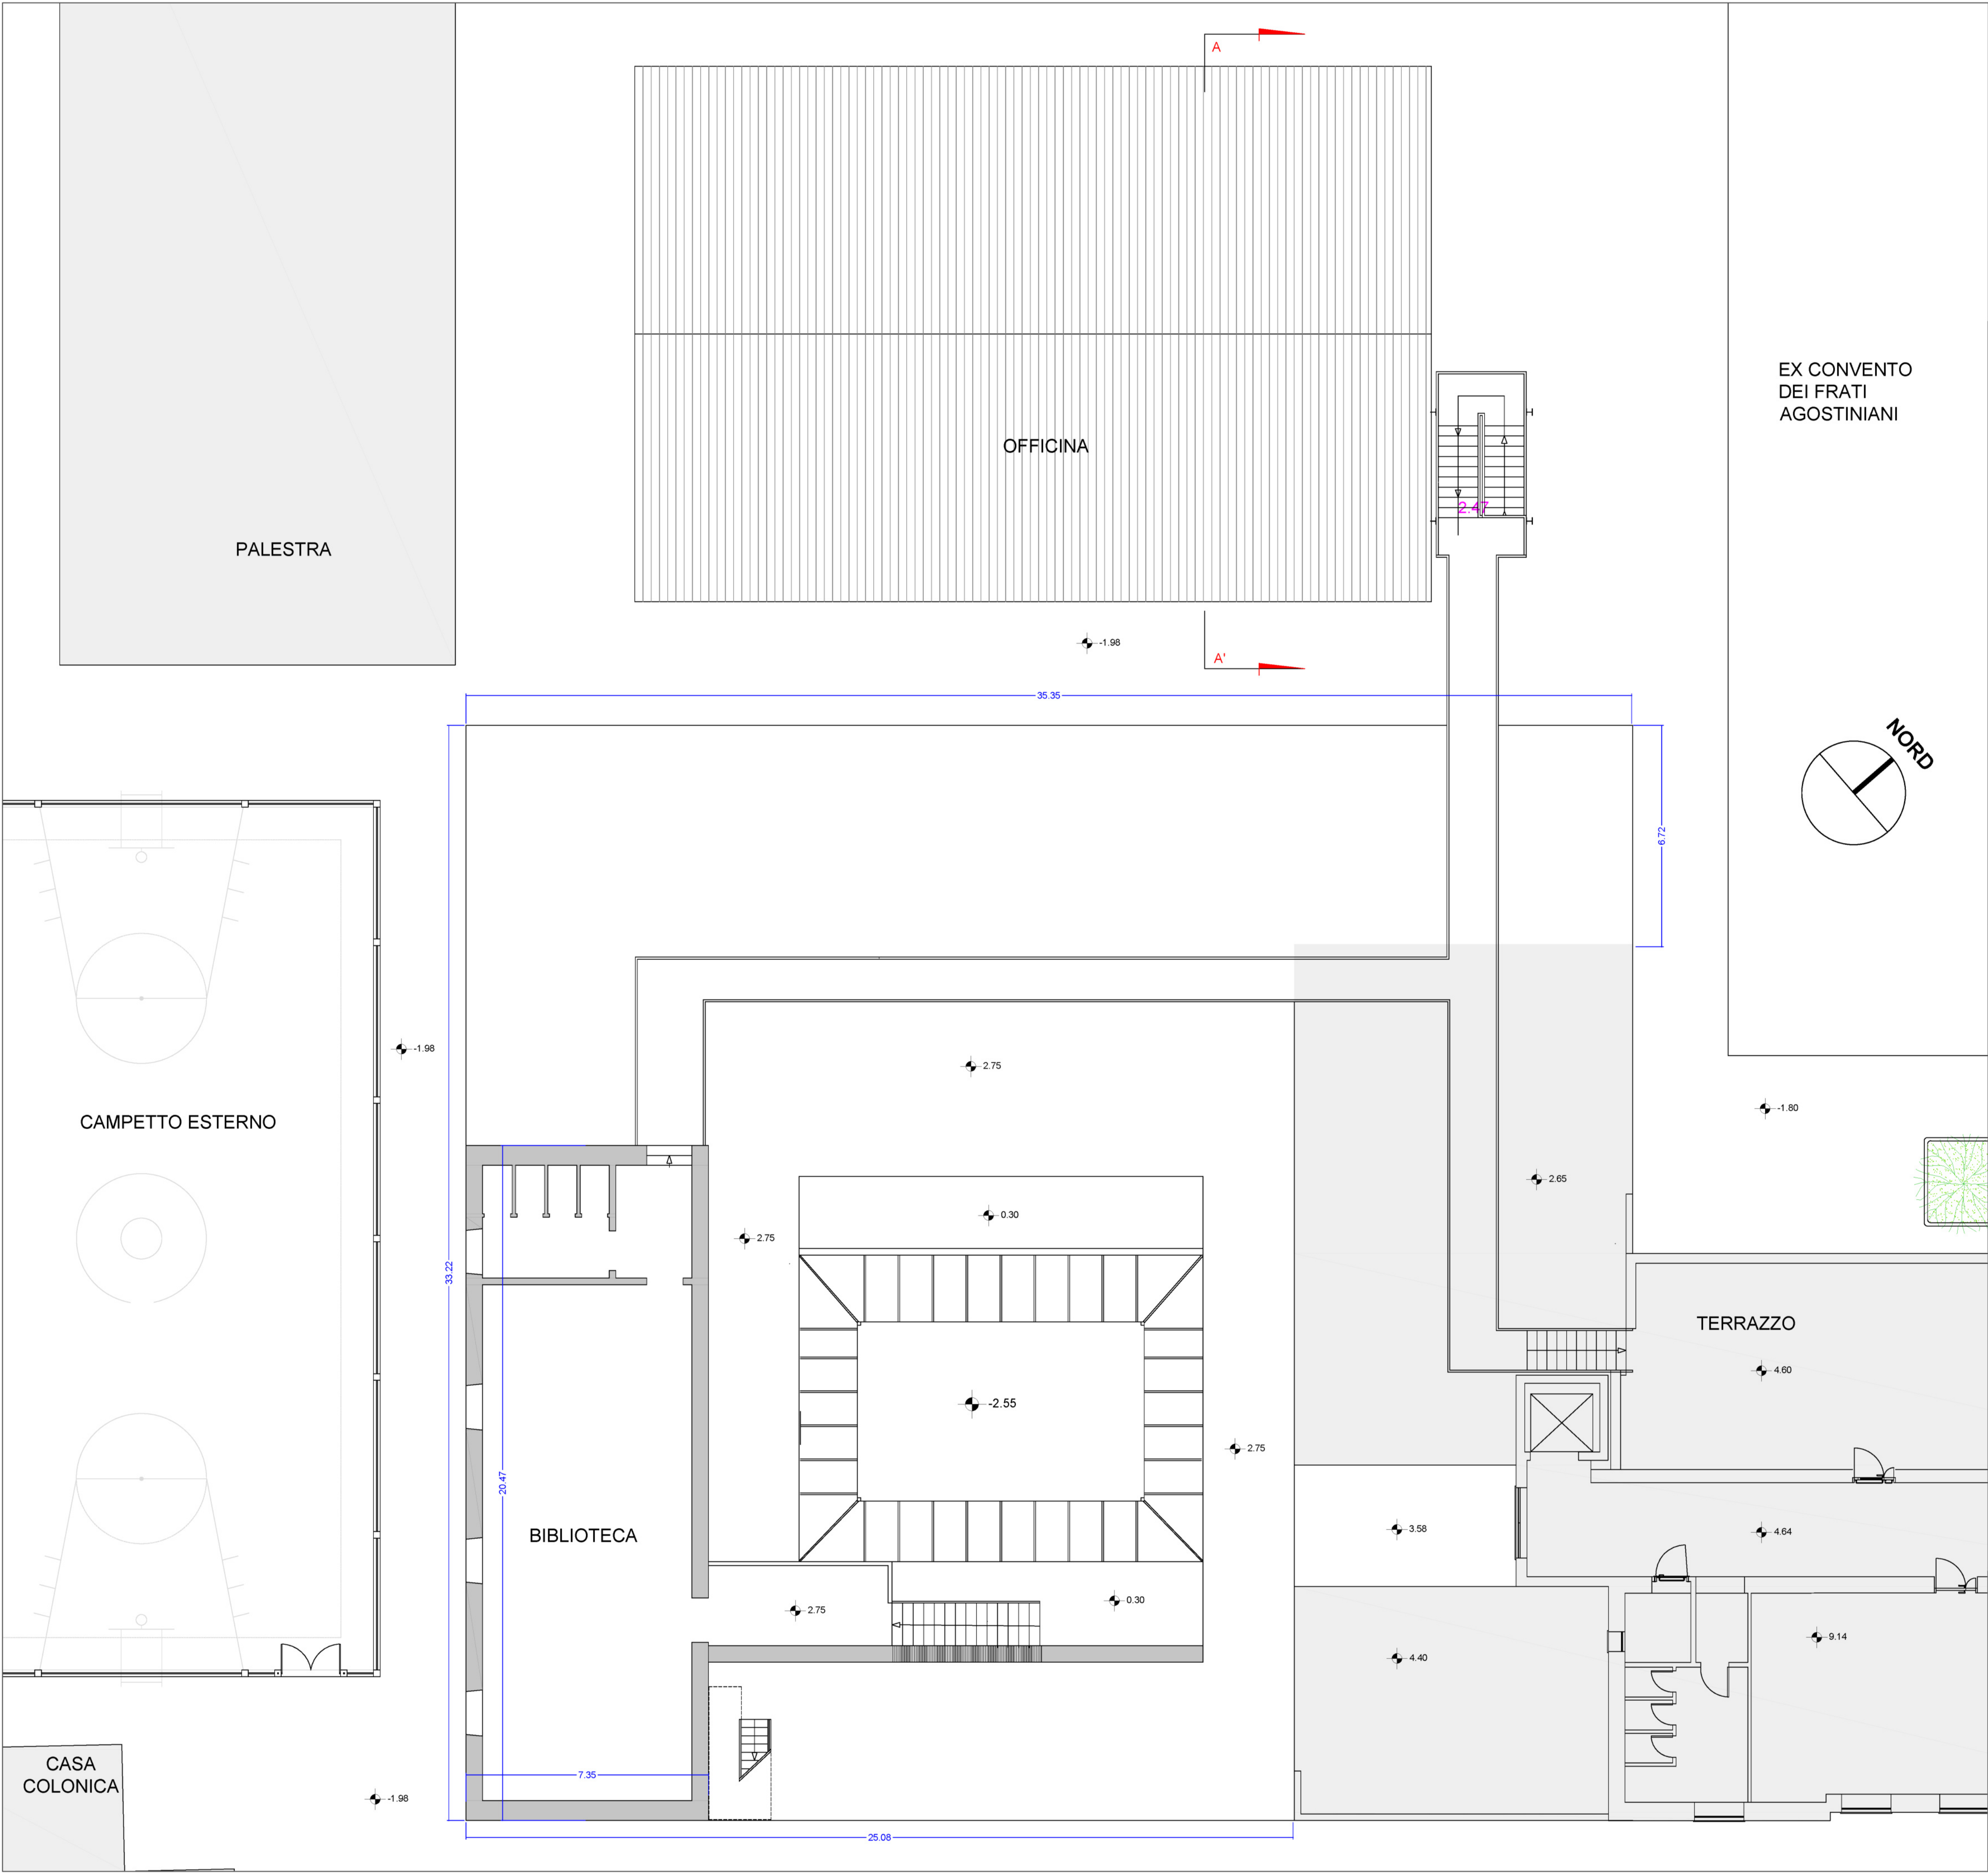 A
EX CONVENTO
DEI FRATI
AGOSTINIANI
OFFICINA
2.47
PALESTRA
-1.98
A'
35.35
NORD
6.72
-1.98
2.75
-1.80
CAMPETTO ESTERNO
2.65
0.30
2.75
33.22
TERRAZZO
4.60
-2.55
2.75
20.47
BIBLIOTECA
3.58
4.64
0.30
2.75
9.14
4.40
CASA
COLONICA
7.35
-1.98
25.08